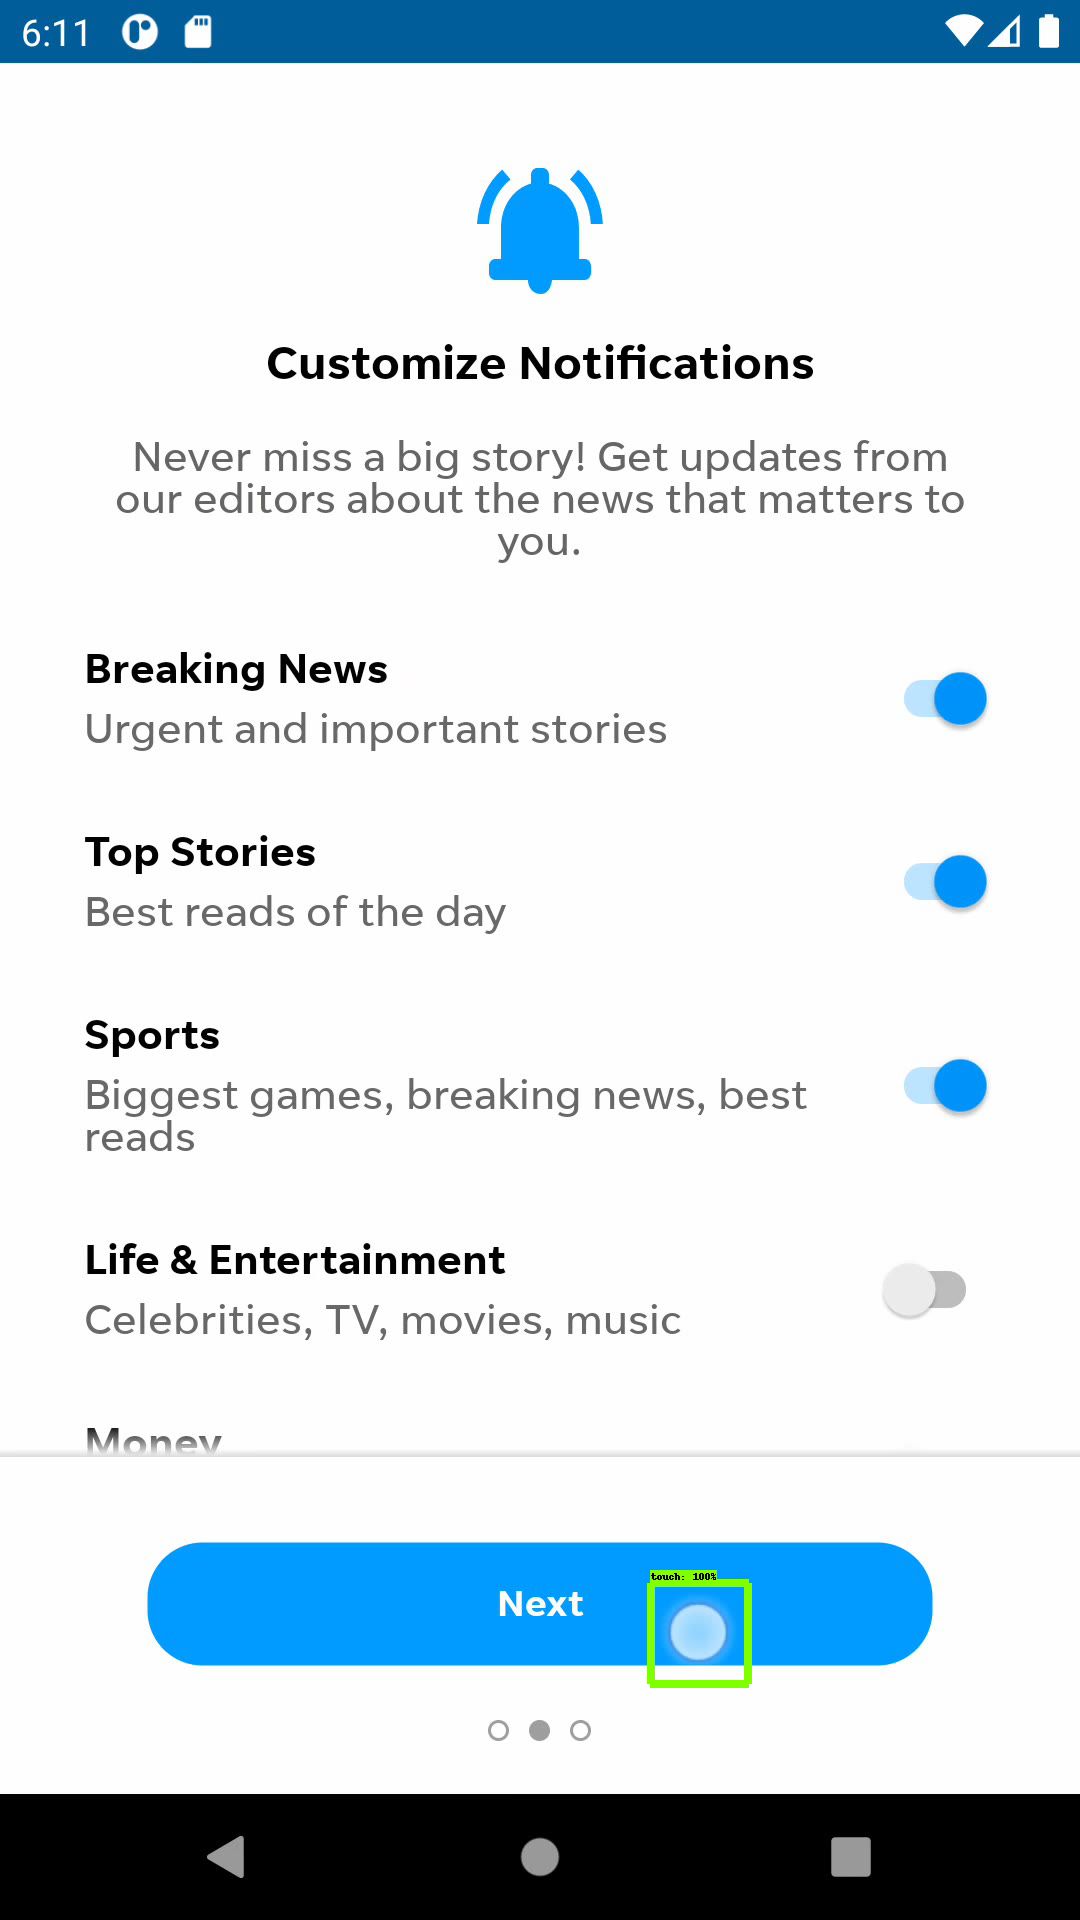 6:11
Customize Notifications
Never miss a big story! Get updates from
our editors about the news that matters to
you.
Breaking News
Urgent and important stories
Top Stories
Best reads of the day
Sports
Biggest games, breaking news, best
reads
Life & Entertainment
Celebrities, TV, movies, music
Money
touch: 100%
Next